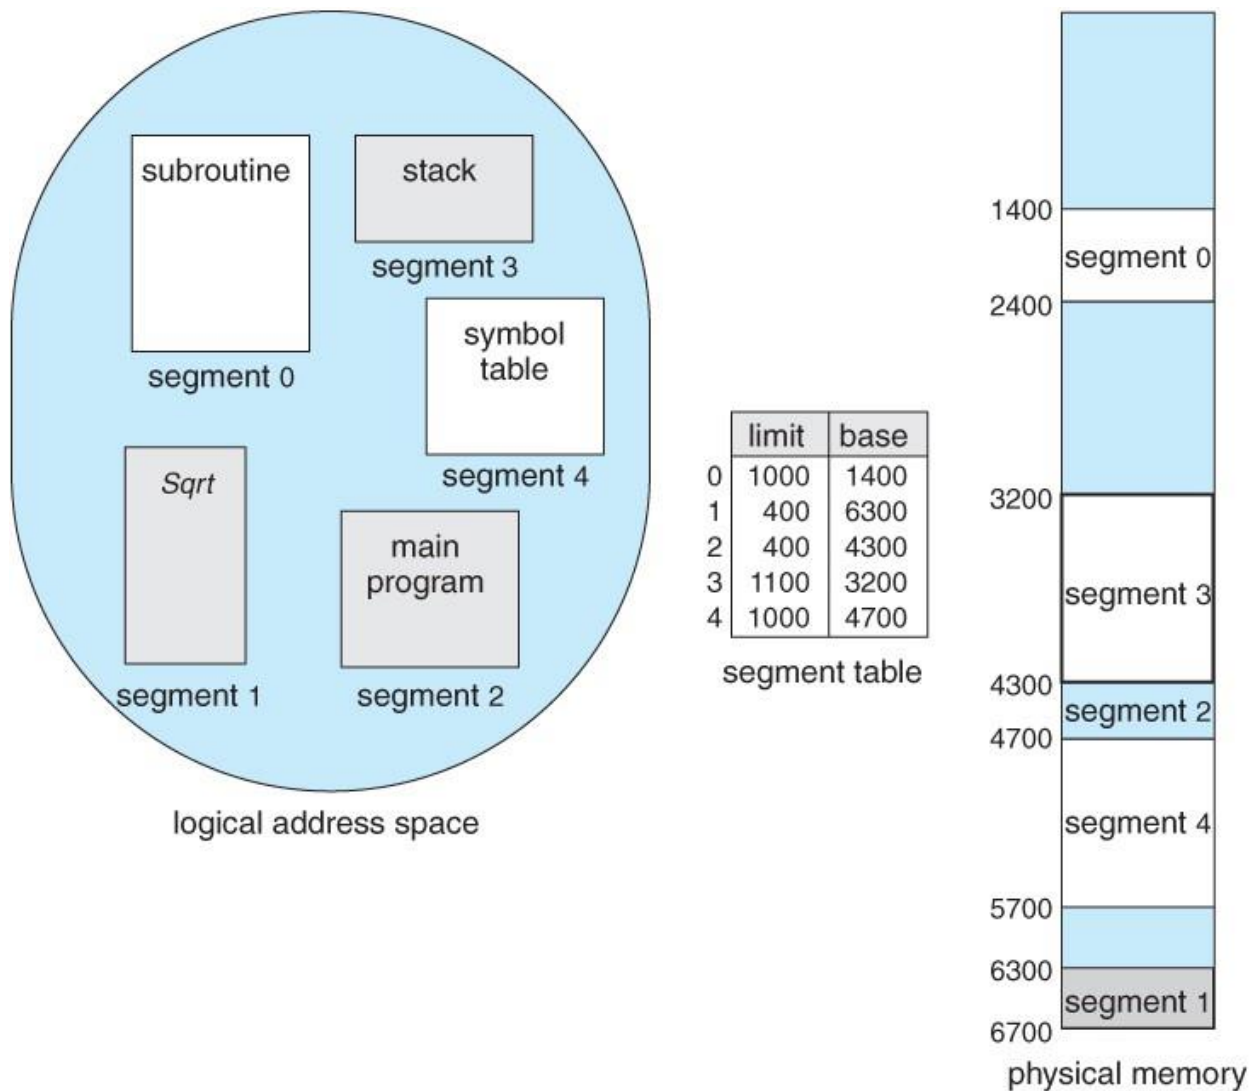 subroutine
stack
segment 3
segment 0
symbol
table
segment 4
Sqrt
main
program
segment 1
segment 2
logical address space
limit base
0 1000 1400
1 400 6300
2 400 4300
3 1100 3200
4 1000 4700
segment table
1400
segment 0
2400
3200
segment 3
4300
segment 2
4700
segment 4
5700
6300
segment 1
6700
physical memory